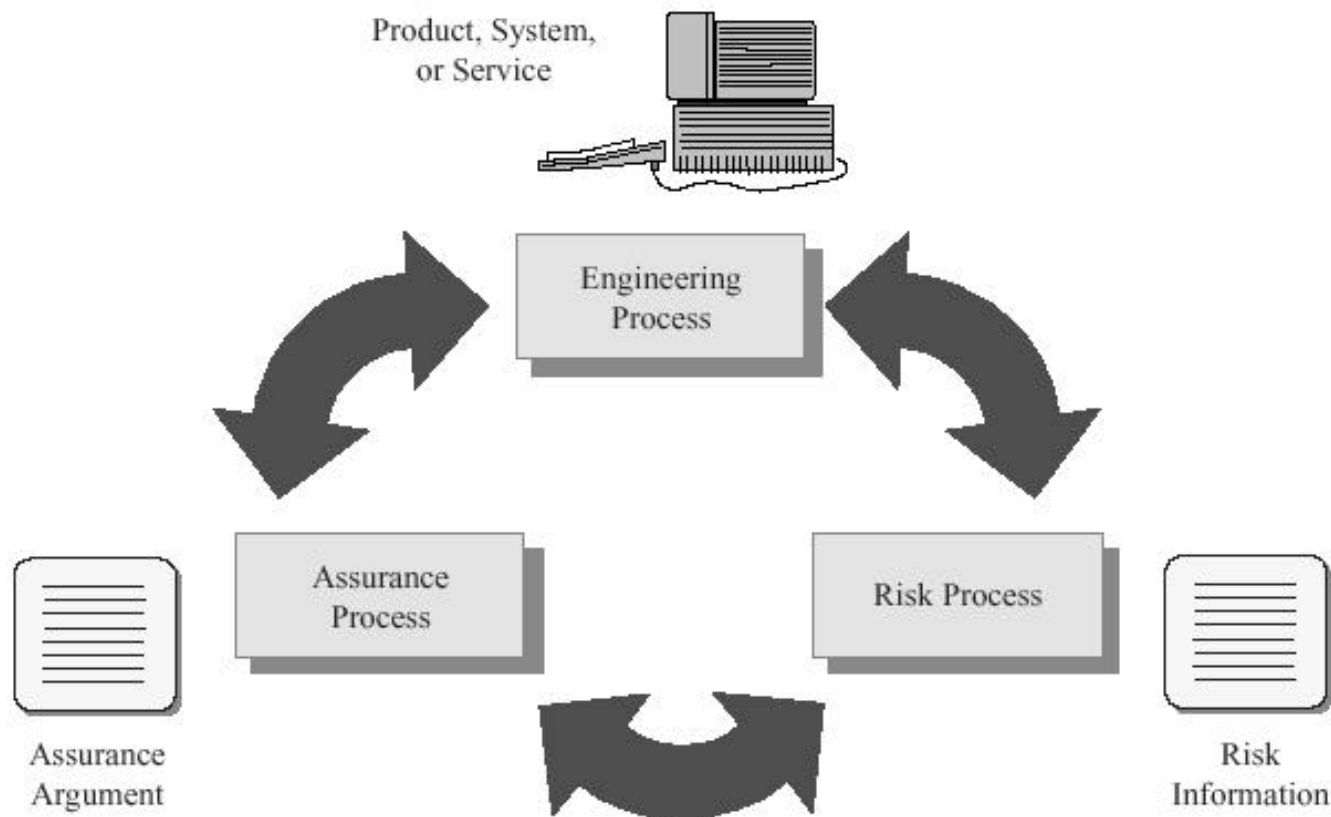 Product, System,
or Service
Engineering
Process
Assurance
Process
Risk Process
Assurance
Argument
Risk
Information